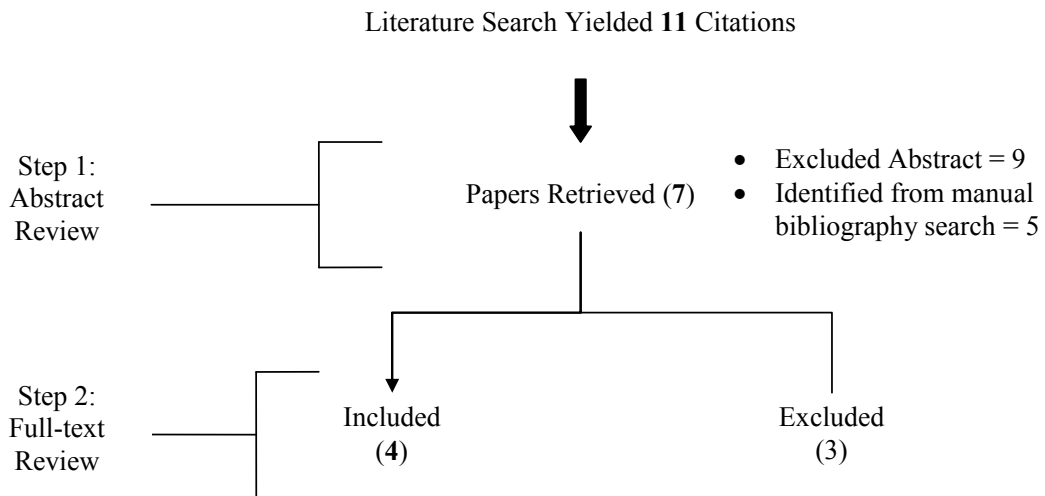 Literature Search Yielded 11 Citations
Step 1:
Abstract
Review
Papers Retrieved (7)
• Excluded Abstract = 9
• Identified from manual
bibliography search = 5
Step 2:
Full-text
Review
Included
(4)
Excluded
(3)